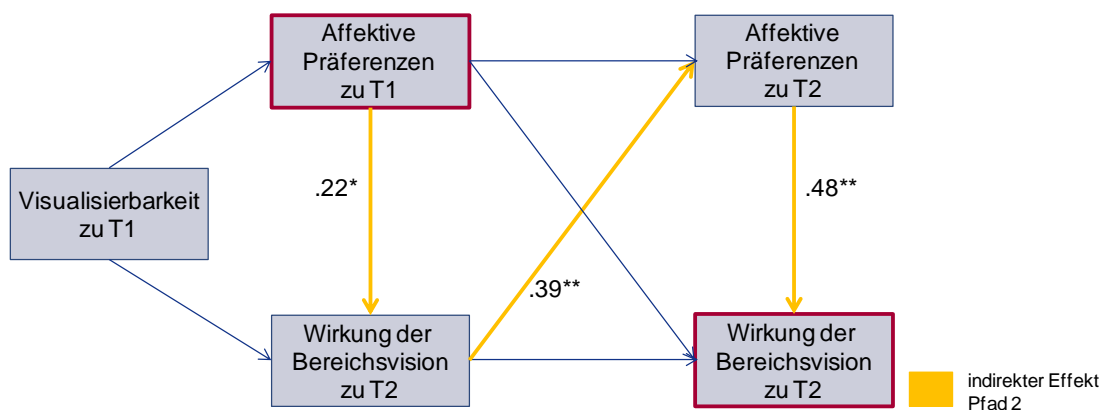 Affektive
Präferenzen
zu T1
Affektive
Präferenzen
zu T2
Visualisierbarkeit
zu T1
.22*
.48**
.39**
Wirkung der
Bereichsvision
zu T2
Wirkung der
Bereichsvision
zu T2
indirekter Effekt
Pfad 2